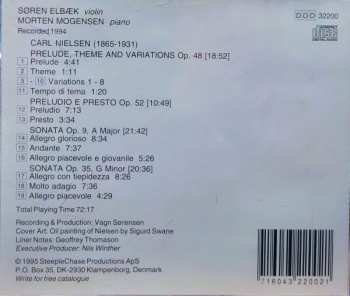 SØREN ELBÆK violin
DDD 32200
MORTEN MOGENSEN piano
Recorded 1994
CARL NIELSEN (1865-1931)
PRELUDE, THEME AND VARIATIONS Op. 48 [18:52]
1 Prelude 4:41
2 Theme 1:11
3 - 10 Variations 1 - 8
11 Tempo di tema 1:20
PRELUDIO E PRESTO Op. 52 [10:49]
12 Preludio 7:13
13 Presto 3:34
SONATA Op. 9, A Major [21:42]
14 Allegro glorioso 8:34
15 Andante 7:31
16 Allegro piacevole e giovanile 5:26
SONATA Op. 35, G Minor [20:36]
17 Allegro con tiepidezza 8:26
18 Molto adagio 7:36
19 Allegro piacevole 4:29
Total Playing Time 72:17
Recording & Production: Vagn Sørensen
Cover Art: Oil painting of Nielsen by Sigurd Swane
Liner Notes: Geoffrey Thomason
Executive Producer: Nils Winther
© 1995 SteepleChase Productions ApS
P.O. Box 35, DK-2930 Klampenborg, Denmark
Write for free catalogue
716043 220021